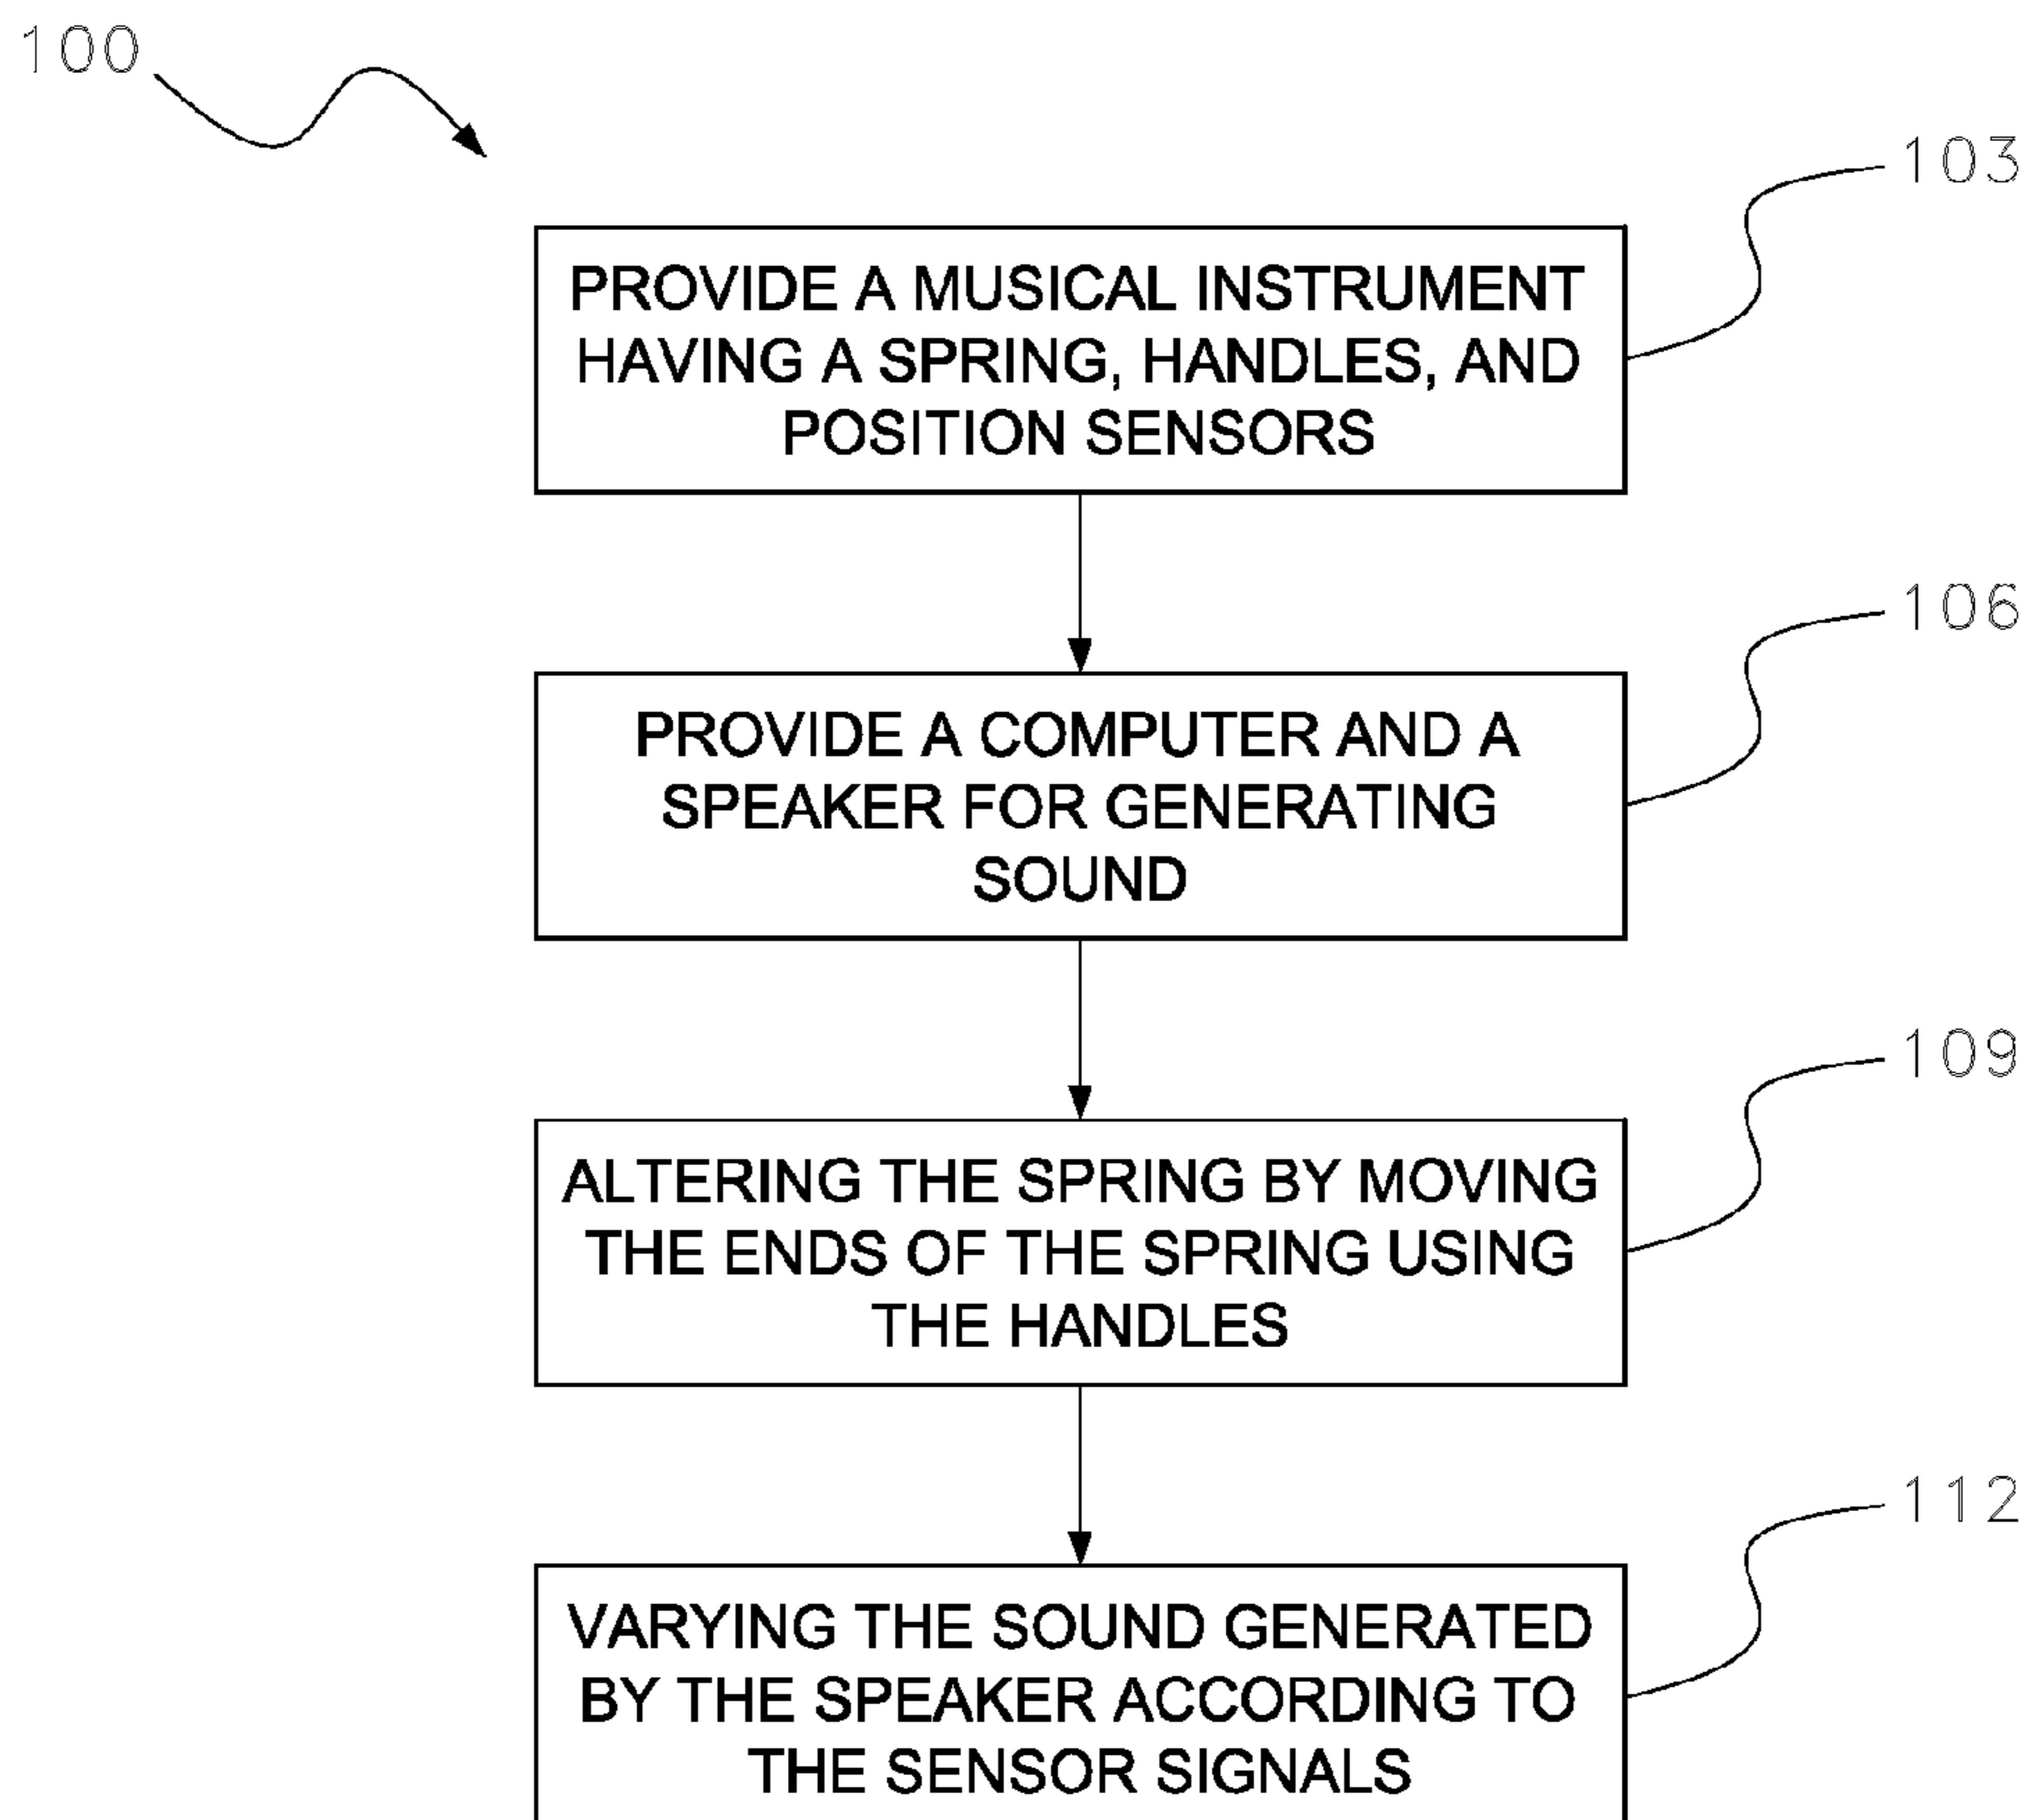 100
103
PROVIDE A MUSICAL INSTRUMENT
HAVING A SPRING, HANDLES, AND
POSITION SENSORS
106
PROVIDE A COMPUTER AND A
SPEAKER FOR GENERATING
SOUND
109
ALTERING THE SPRING BY MOVING
THE ENDS OF THE SPRING USING
THE HANDLES
112
VARYING THE SOUND GENERATED
BY THE SPEAKER ACCORDING TO
THE SENSOR SIGNALS